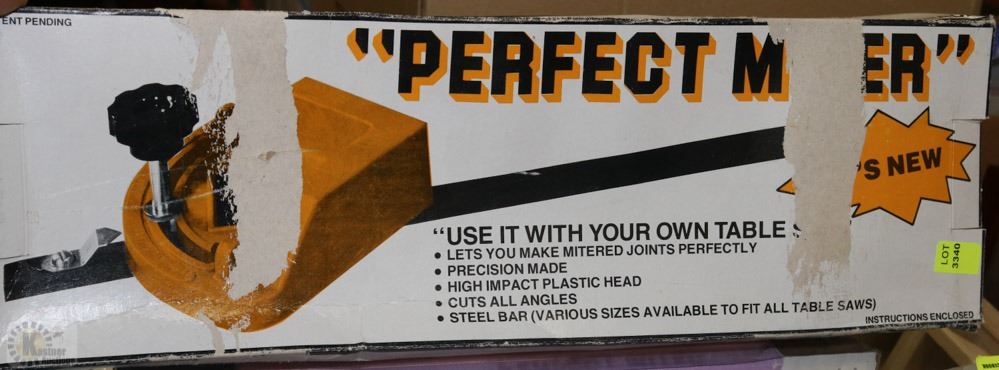 ENT PENDING
"PERFECT M ER"
'S NEW
"USE IT WITH YOUR OWN TABLE
• LETS YOU MAKE MITERED JOINTS PERFECTLY
• PRECISION MADE
• HIGH IMPACT PLASTIC HEAD
• CUTS ALL ANGLES
• STEEL BAR (VARIOUS SIZES AVAILABLE TO FIT ALL TABLE SAWS)
INSTRUCTIONS ENCLOSED
LOT
3340
Kastner
Auctions